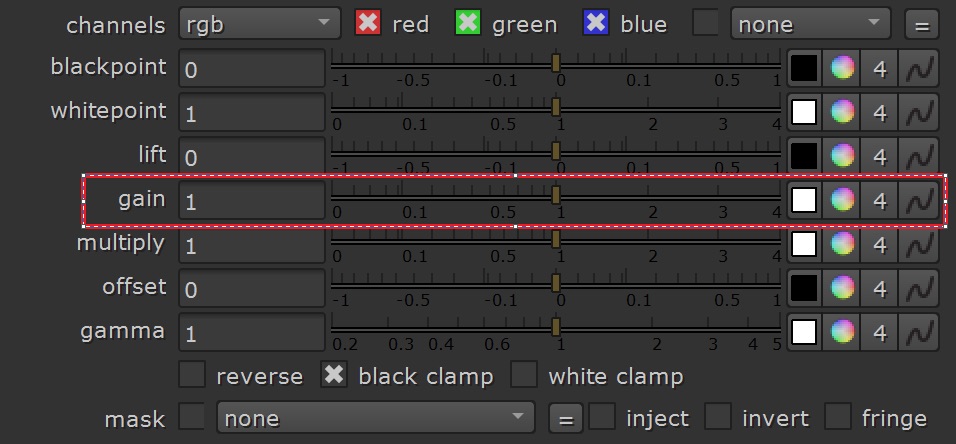 channels rgb red green blue none =
blackpoint 0 -1 -0.5 -0.1 0 0.1 0.5 1 4
whitepoint 1 0 0.1 0.5 1 2 3 4 4
lift 0 -1 -0.5 -0.1 0 0.1 0.5 1 4
gain 1 0 0.1 0.5 1 2 3 4 4
multiply 1 0 0.1 0.5 1 2 3 4 4
offset 0 -1 -0.5 -0.1 0 0.1 0.5 1 4
gamma 1 0.2 0.3 0.4 0.6 1 2 3 4 5 4
reverse black clamp white clamp
mask none = inject invert fringe